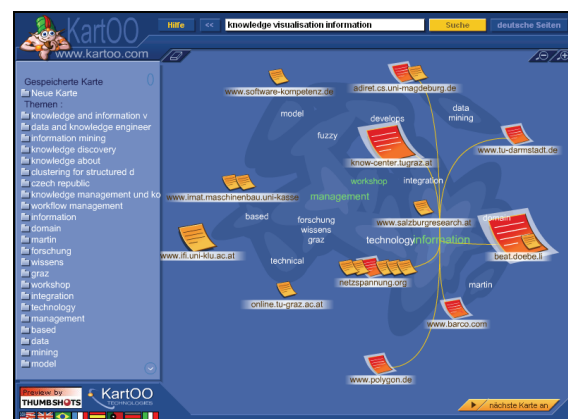 KartOO
www.kartoo.com
Hilfe
<<
knowledge visualisation information
Suche
deutsche Seiten
Gespeicherte Karte
0
Neue Karte
Themen :
knowledge and information v
data and knowledge engineer
information mining
knowledge discovery
knowledge about
clustering for structured d
czech republic
knowledge management und ko
workflow management
information
domain
martin
forschung
wissens
graz
workshop
integration
technology
management
based
data
mining
model
Preview by
THUMBSHOTS
KartOO
TECHNOLOGIES
www.software-kompetenz.de
adiret.cs.uni-magdeburg.de
model
develops
data
mining
fuzzy
www.tu-darmstadt.de
know-center.tugraz.at
workshop
integration
www.imat.maschinenbau.uni-kasse
management
based
forschung
wissens
graz
www.salzburgresearch.at
domain
technology
information
www.ifi.uni-klu.ac.at
beat.doebe.li
technical
netzspannung.org
martin
online.tu-graz.ac.at
www.barco.com
www.polygon.de
nächste Karte an